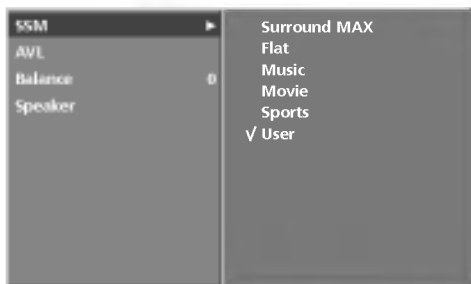 SSM ▶
AVL
Balance 0
Speaker
Surround MAX
Flat
Music
Movie
Sports
√ User